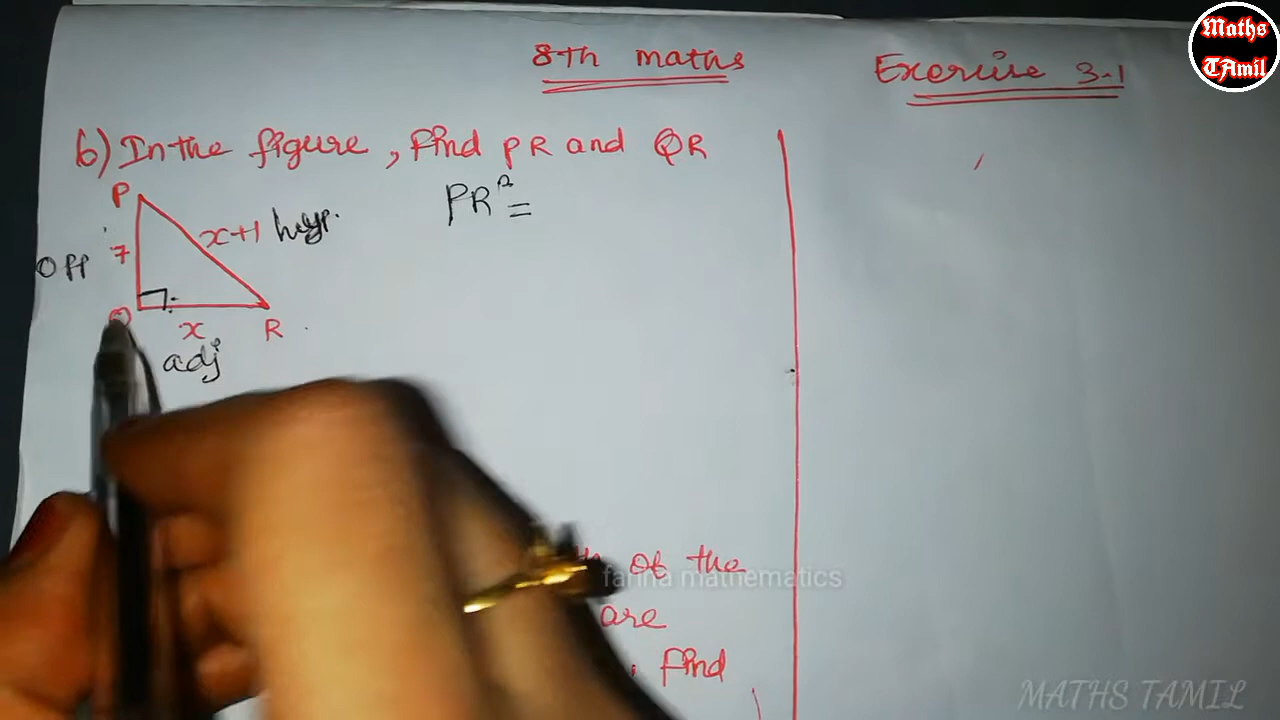 Maths
TAmil
8th maths
Exercise 3.1
6) In the figure, find PR and QR
P
PR² =
x+1 hyp.
7
opp
x
R
adj
of the
farina mathematics
are
, find
MATHS TAMIL